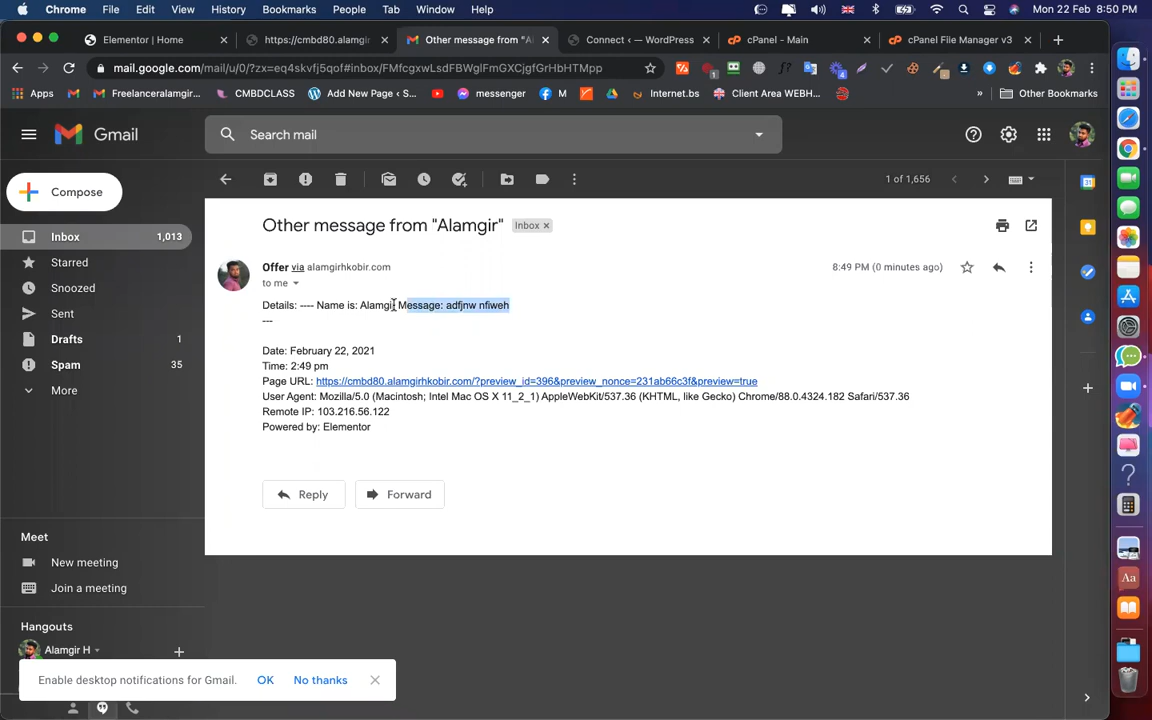 Chrome File Edit View History Bookmarks People Tab Window Help Mon 22 Feb 8:50 PM
Elementor | Home https://cmbd80.alamgirh Other message from "A Connect ‹ — WordPress cP cPanel - Main cP cPanel File Manager v3
mail.google.com/mail/u/0/?zx=eq4skvfj5qof#inbox/FMfcgxwLsdFBWglFmGXCjgfGrHbHTMpp
Apps Freelanceralamgir... CMBDCLASS Add New Page ‹ S... messenger M Internet.bs Client Area WEBH... » Other Bookmarks
Gmail Search mail
Compose
1 of 1,656
Other message from "Alamgir" Inbox ×
Inbox 1,013
Starred
Snoozed
Sent
Drafts 1
Spam 35
More
Offer via alamgirhkobir.com 8:49 PM (0 minutes ago)
to me
Details: ---- Name is: Alamgir Message: adfjnw nfiweh
---
Date: February 22, 2021
Time: 2:49 pm
Page URL: https://cmbd80.alamgirhkobir.com/?preview_id=396&preview_nonce=231ab66c3f&preview=true
User Agent: Mozilla/5.0 (Macintosh; Intel Mac OS X 11_2_1) AppleWebKit/537.36 (KHTML, like Gecko) Chrome/88.0.4324.182 Safari/537.36
Remote IP: 103.216.56.122
Powered by: Elementor
Reply Forward
Meet
New meeting
Join a meeting
Hangouts
Alamgir H
Enable desktop notifications for Gmail. OK No thanks